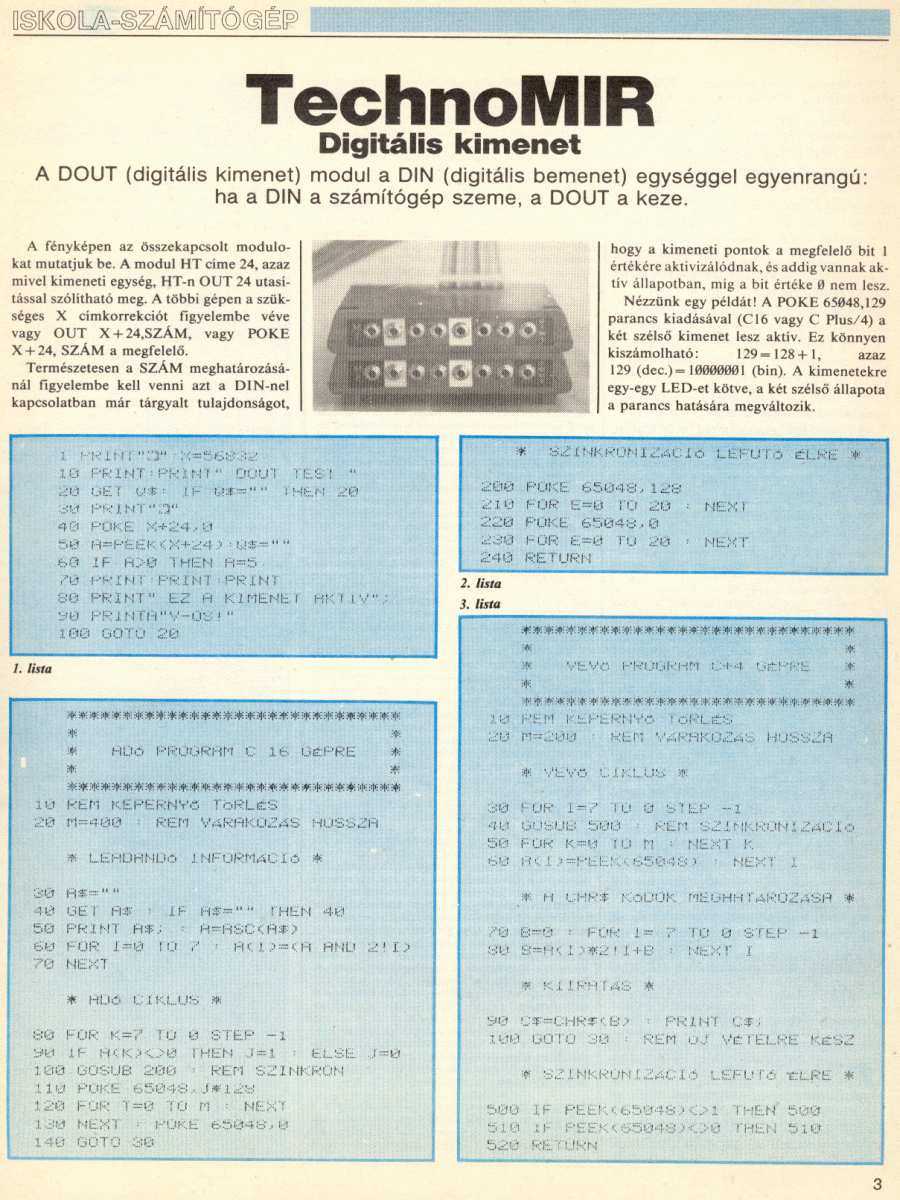 ISKOLA-SZÁMÍTÓGÉP
TechnoMIR
Digitális kimenet
A DOUT (digitális kimenet) modul a DIN (digitális bemenet) egységgel egyenrangú:
ha a DIN a számítógép szeme, a DOUT a keze.
A fényképen az összekapcsolt modulo-
kat mutatjuk be. A modul HT címe 24, azaz
mivel kimeneti egység, HT-n OUT 24 utasí-
tással szólítható meg. A többi gépen a szük-
séges X címkorrekciót figyelembe véve
vagy OUT X+24,SZÁM, vagy POKE
X+24, SZÁM a megfelelő.
Természetesen a SZÁM meghatározásá-
nál figyelembe kell venni azt a DIN-nel
kapcsolatban már tárgyalt tulajdonságot,
hogy a kimeneti pontok a megfelelő bit 1
értékére aktivizálódnak, és addig vannak ak-
tív állapotban, míg a bit értéke 0 nem lesz.
Nézzünk egy példát! A POKE 65048,129
parancs kiadásával (C16 vagy C Plus/4) a
két szélső kimenet lesz aktív. Ez könnyen
kiszámolható: 129=128+1, azaz
129 (dec.)=10000001 (bin). A kimenetekre
egy-egy LED-et kötve, a két szélső állapota
a parancs hatására megváltozik.
1 PRINT"":X=56832
10 PRINT:PRINT" DOUT TEST "
20 GET Q$: IF Q$="" THEN 20
30 PRINT""
40 POKE X+24,0
50 A=PEEK(X+24):Q$=""
60 IF A>0 THEN A=5
70 PRINT:PRINT:PRINT
80 PRINT" EZ A KIMENET AKTIV";
90 PRINTA"V-OS!"
100 GOTO 20
1. lista
* SZINKRONIZACIó LEFUTó éLRE *
200 POKE 65048,128
210 FOR E=0 TO 20 : NEXT
220 POKE 65048,0
230 FOR E=0 TO 20 : NEXT
240 RETURN
2. lista
3. lista
*******************************
* *
* ADó PROGRAM C 16 GéPRE *
* *
*******************************
10 REM KEPERNYó TöRLéS
20 M=400 : REM VARAKOZAS HOSSZA
* LEADANDó INFORMACIó *
30 A$=""
40 GET A$ : IF A$="" THEN 40
50 PRINT A$; : A=ASC(A$)
60 FOR I=0 TO 7 : A(I)=(A AND 2!I)
70 NEXT
* ADó CIKLUS *
80 FOR K=7 TO 0 STEP -1
90 IF A(K)<>0 THEN J=1 : ELSE J=0
100 GOSUB 200 : REM SZINKRON
110 POKE 65048,J*128
120 FOR T=0 TO M : NEXT
130 NEXT : POKE 65048,0
140 GOTO 30
*******************************
* *
* VEVó PROGRAM C+4 GéPRE *
* *
*******************************
10 REM KEPERNYó TöRLéS
20 M=200 : REM VARAKOZAS HOSSZA
* VEVó CIKLUS *
30 FOR I=7 TO 0 STEP -1
40 GOSUB 500 : REM SZINKRONIZACIó
50 FOR K=0 TO M : NEXT K
60 A(I)=PEEK(65048) : NEXT I
* A CHR$ KóDOK MEGHATAROZASA *
70 B=0 : FOR I= 7 TO 0 STEP -1
80 B=A(I)*2!I+B : NEXT I
* KIIRATAS *
90 C$=CHR$(B) : PRINT C$;
100 GOTO 30 : REM úJ VéTELRE KéSZ
* SZINKRONIZACIó LEFUTó éLRE *
500 IF PEEK(65048)<>1 THEN 500
510 IF PEEK(65048)<>0 THEN 510
520 RETURN
3